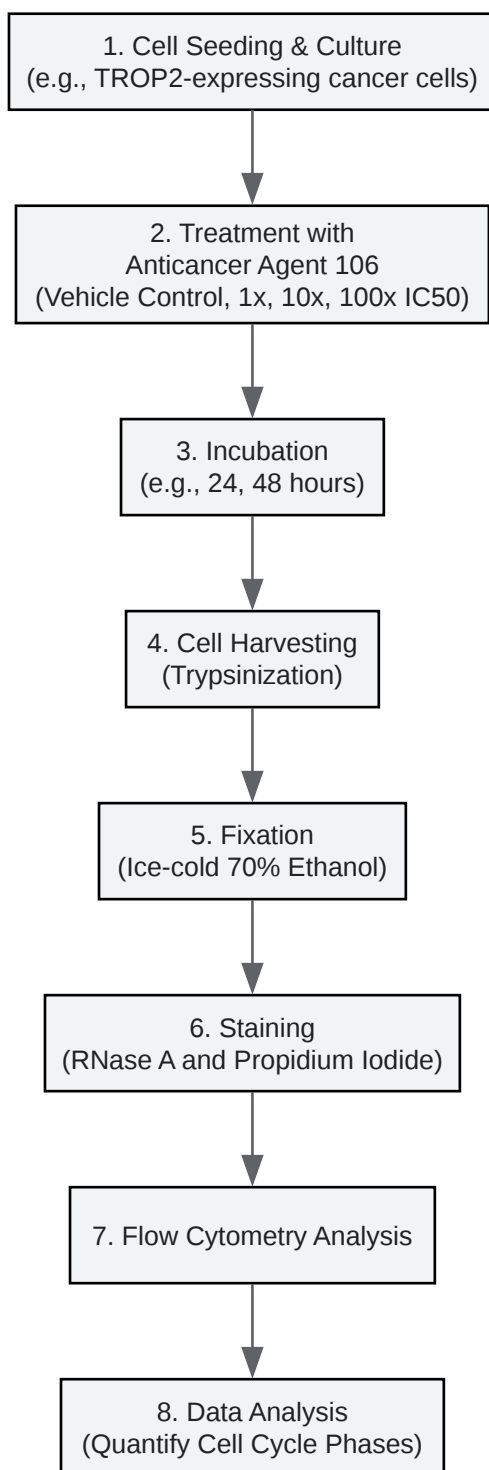 1. Cell Seeding & Culture
(e.g., TROP2-expressing cancer cells)
2. Treatment with
Anticancer Agent 106
(Vehicle Control, 1x, 10x, 100x IC50)
3. Incubation
(e.g., 24, 48 hours)
4. Cell Harvesting
(Trypsinization)
5. Fixation
(Ice-cold 70% Ethanol)
6. Staining
(RNase A and Propidium Iodide)
7. Flow Cytometry Analysis
8. Data Analysis
(Quantify Cell Cycle Phases)